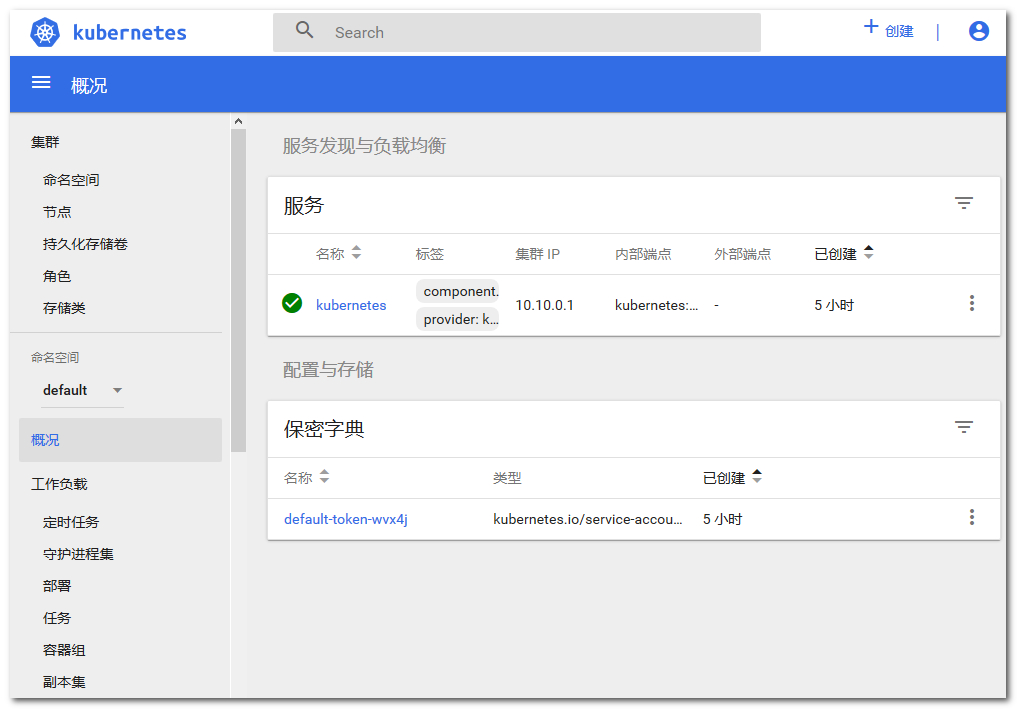 kubernetes
Search
+ 创建 |
概况
集群
命名空间
节点
持久化存储卷
角色
存储类
命名空间
default
概况
工作负载
定时任务
守护进程集
部署
任务
容器组
副本集
服务发现与负载均衡
服务
名称 标签 集群 IP 内部端点 外部端点 已创建
kubernetes component. provider: k... 10.10.0.1 kubernetes:... - 5 小时
配置与存储
保密字典
名称 类型 已创建
default-token-wvx4j kubernetes.io/service-accou... 5 小时